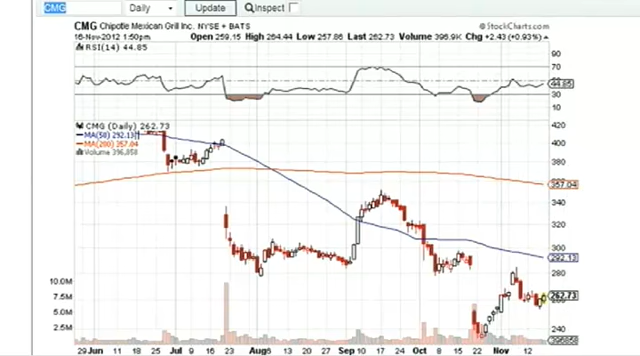 CMG Daily Update Inspect
CMG Chipotle Mexican Grill Inc. NYSE + BATS © StockCharts.com
16-Nov-2012 1:50pm Open 259.15 High 264.44 Low 257.86 Last 262.73 Volume 396.9K Chg +2.43 (+0.93%)
RSI(14) 44.85
90
70
44.85
30
10
CMG (Daily) 262.73
MA(50) 292.13
MA(200) 357.04
Volume 396,858
420
400
380
357.04
340
320
300
292.13
280
262.73
240
10.0M
7.5M
5.0M
2.5M
29 Jun 11 18 25 Jul 9 16 23 Aug 6 13 20 27 Sep 10 17 24 Oct 8 15 22 Nov 12